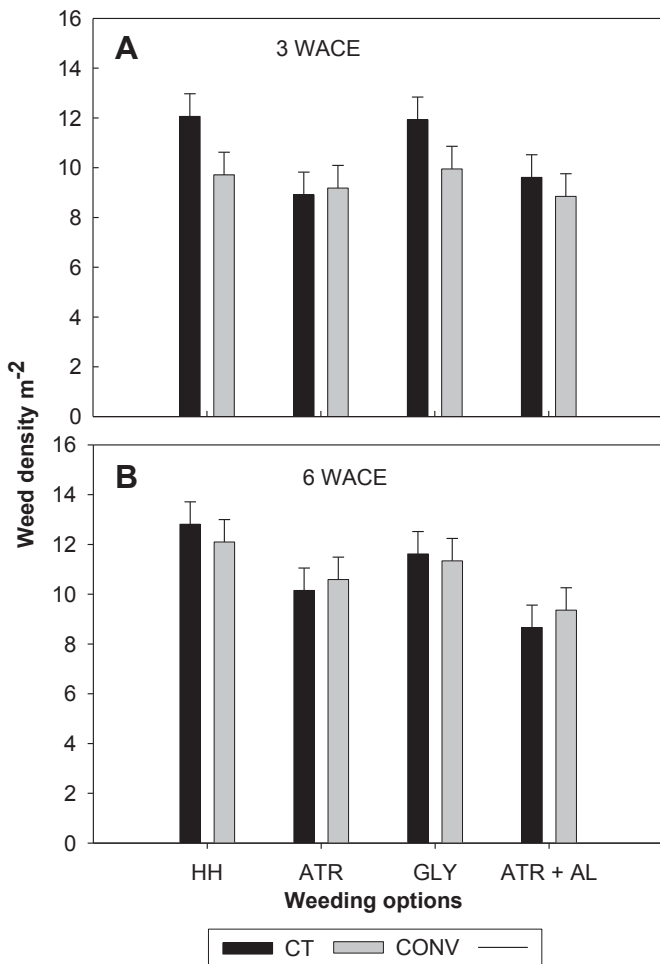 16
A
3 WACE
14
12
10
8
6
4
2
0
Weed density m-2
16
B
6 WACE
14
12
10
8
6
4
2
0
HH ATR GLY ATR + AL
Weeding options
CT CONV